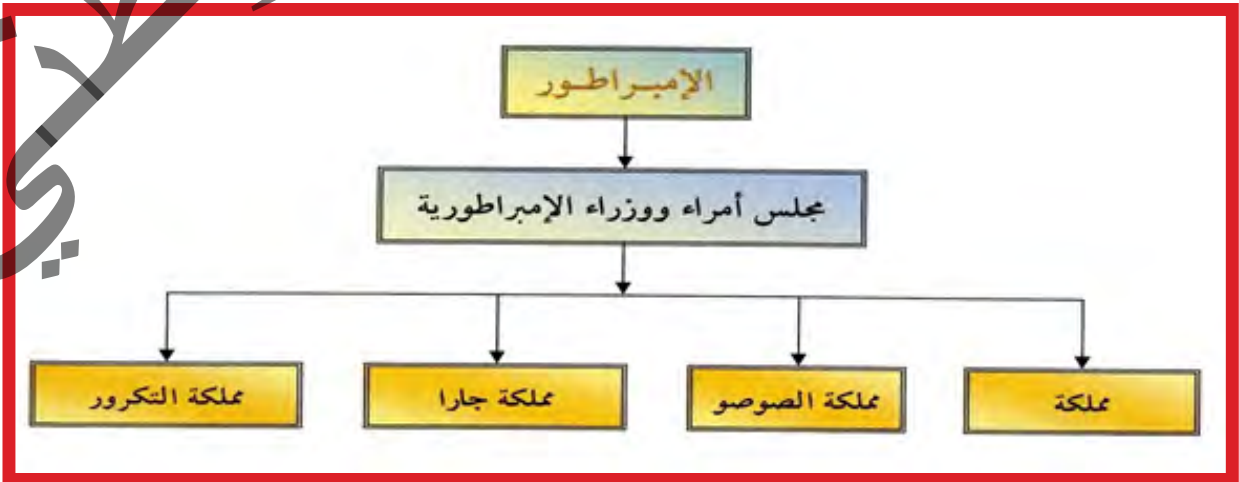 الإمبراطور
مجلس أمراء ووزراء الإمبراطورية
مملكة
مملكة الصوصو
مملكة جارا
مملكة التكرور